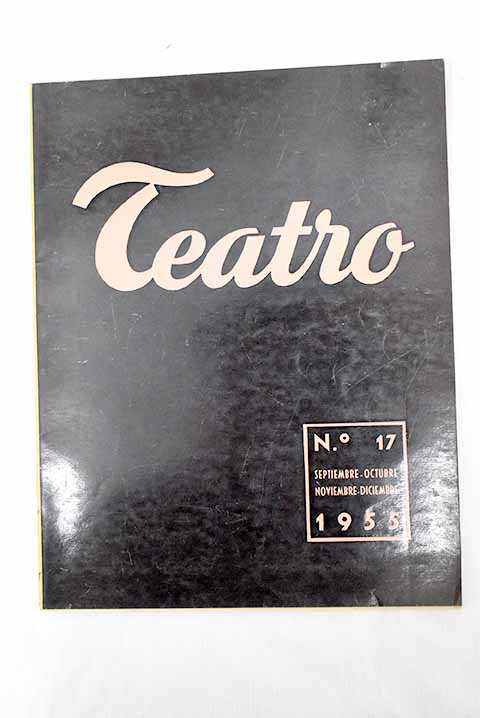 Teatro
N.º 17
SEPTIEMBRE-OCTUBRE
NOVIEMBRE-DICIEMBRE
1955